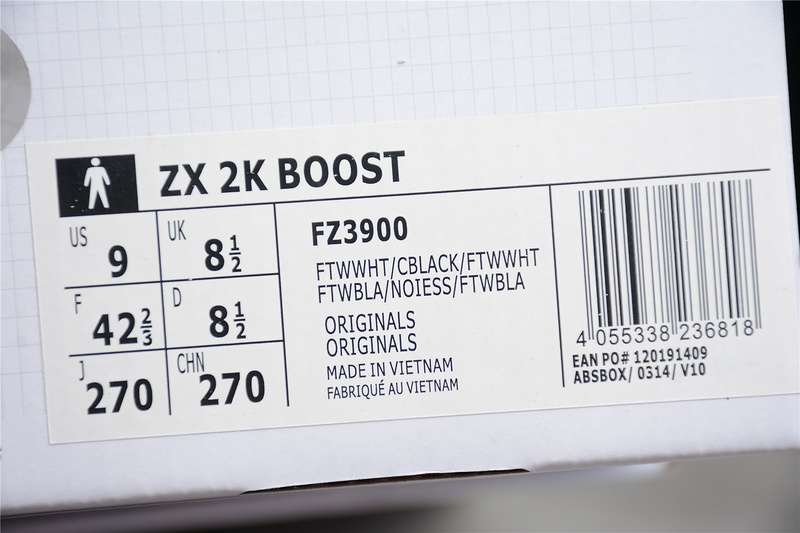 ZX 2K BOOST
US 9
UK 8 1/2
F 42 2/3
D 8 1/2
J 270
CHN 270
FZ3900
FTWWHT/CBLACK/FTWWHT
FTWBLA/NOIESS/FTWBLA
ORIGINALS
ORIGINALS
MADE IN VIETNAM
FABRIQUÉ AU VIETNAM
4 055338 236818
EAN PO# 120191409
ABSBOX/ 0314/ V10